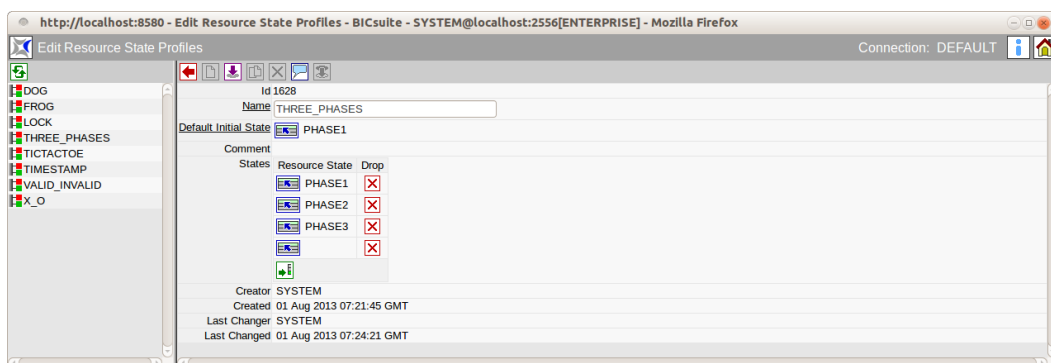 http://localhost:8580 - Edit Resource State Profiles - BICsuite - SYSTEM@localhost:2556[ENTERPRISE] - Mozilla Firefox
Edit Resource State Profiles
Connection: DEFAULT
DOG
FROG
LOCK
THREE_PHASES
TICTACTOE
TIMESTAMP
VALID_INVALID
X_O
Id 1628
Name THREE_PHASES
Default Initial State PHASE1
Comment
States Resource State Drop
PHASE1
PHASE2
PHASE3
Creator SYSTEM
Created 01 Aug 2013 07:21:45 GMT
Last Changer SYSTEM
Last Changed 01 Aug 2013 07:24:21 GMT